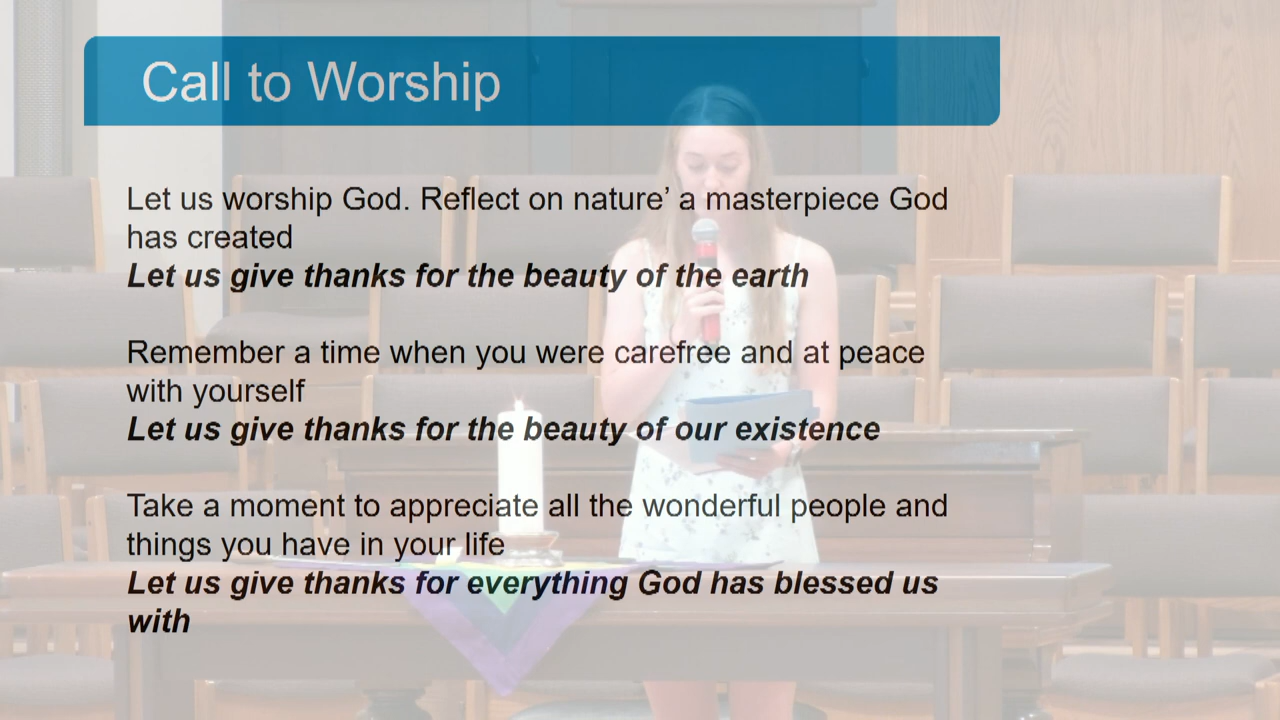 Call to Worship
Let us worship God. Reflect on nature’ a masterpiece God
has created
Let us give thanks for the beauty of the earth
Remember a time when you were carefree and at peace
with yourself
Let us give thanks for the beauty of our existence
Take a moment to appreciate all the wonderful people and
things you have in your life
Let us give thanks for everything God has blessed us
with